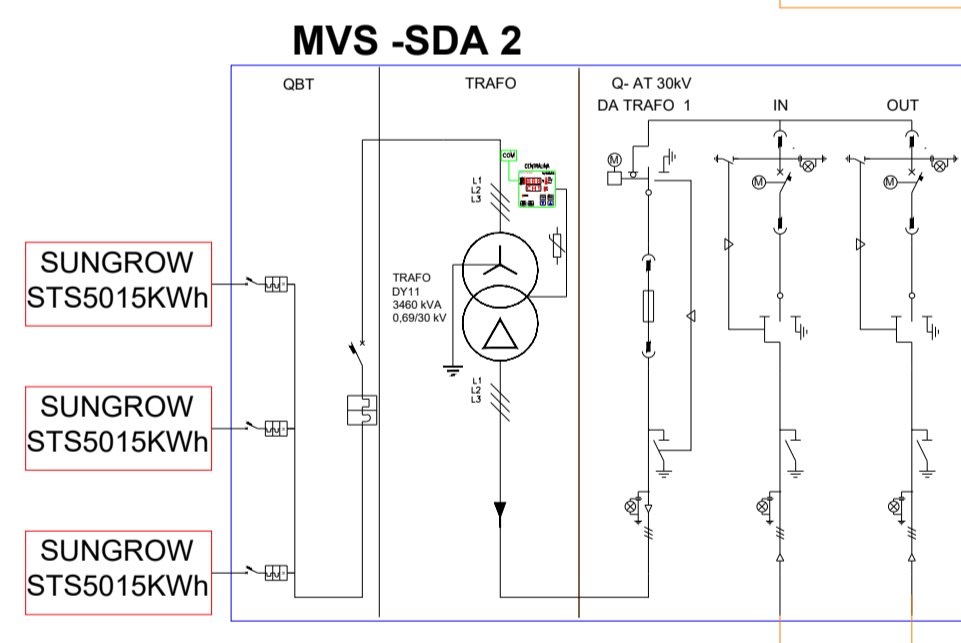 MVS -SDA 2
QBT
TRAFO
Q- AT 30kV
DA TRAFO 1
IN
OUT
COM
CENTRALINA
L1
L2
L3
M
M
M
SUNGROW
STS5015KWh
TRAFO
DY11
3460 kVA
0,69/30 kV
L1
L2
L3
SUNGROW
STS5015KWh
SUNGROW
STS5015KWh